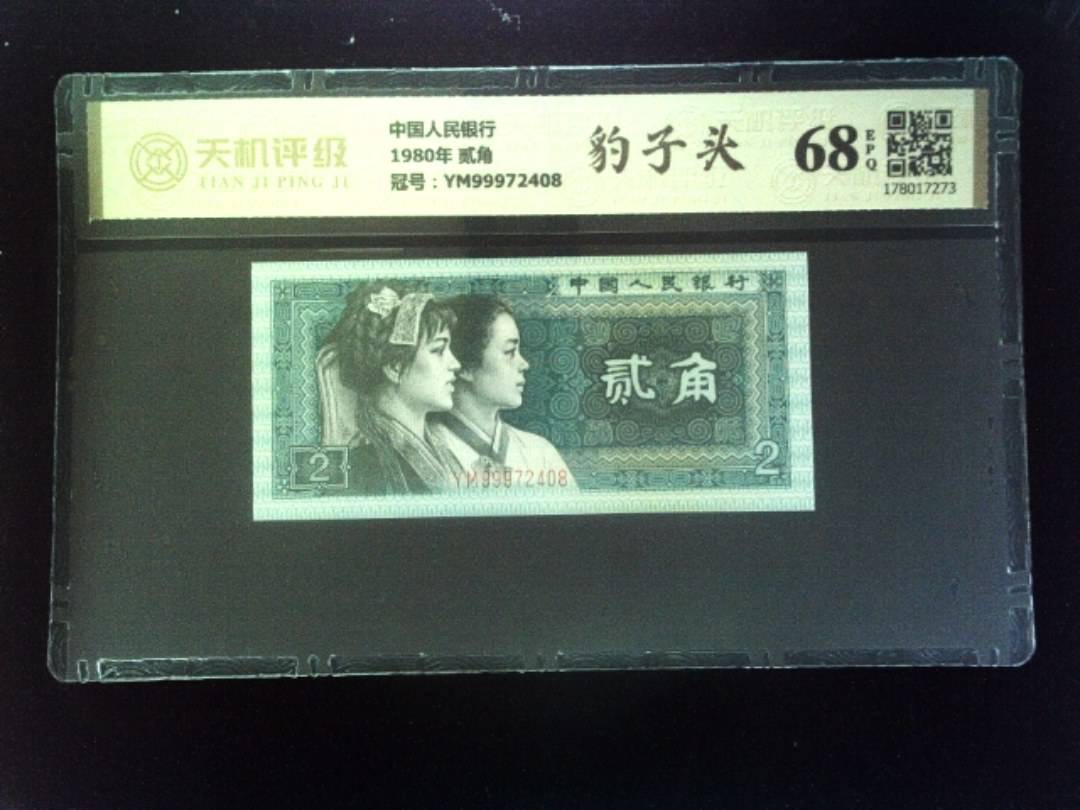 天机评级
TIAN JI PING JI
中国人民银行
1980年 贰角
冠号：YM99972408
豹子头
68
EPQ
178017273
中國人民银行
贰角
2
2
YM99972408